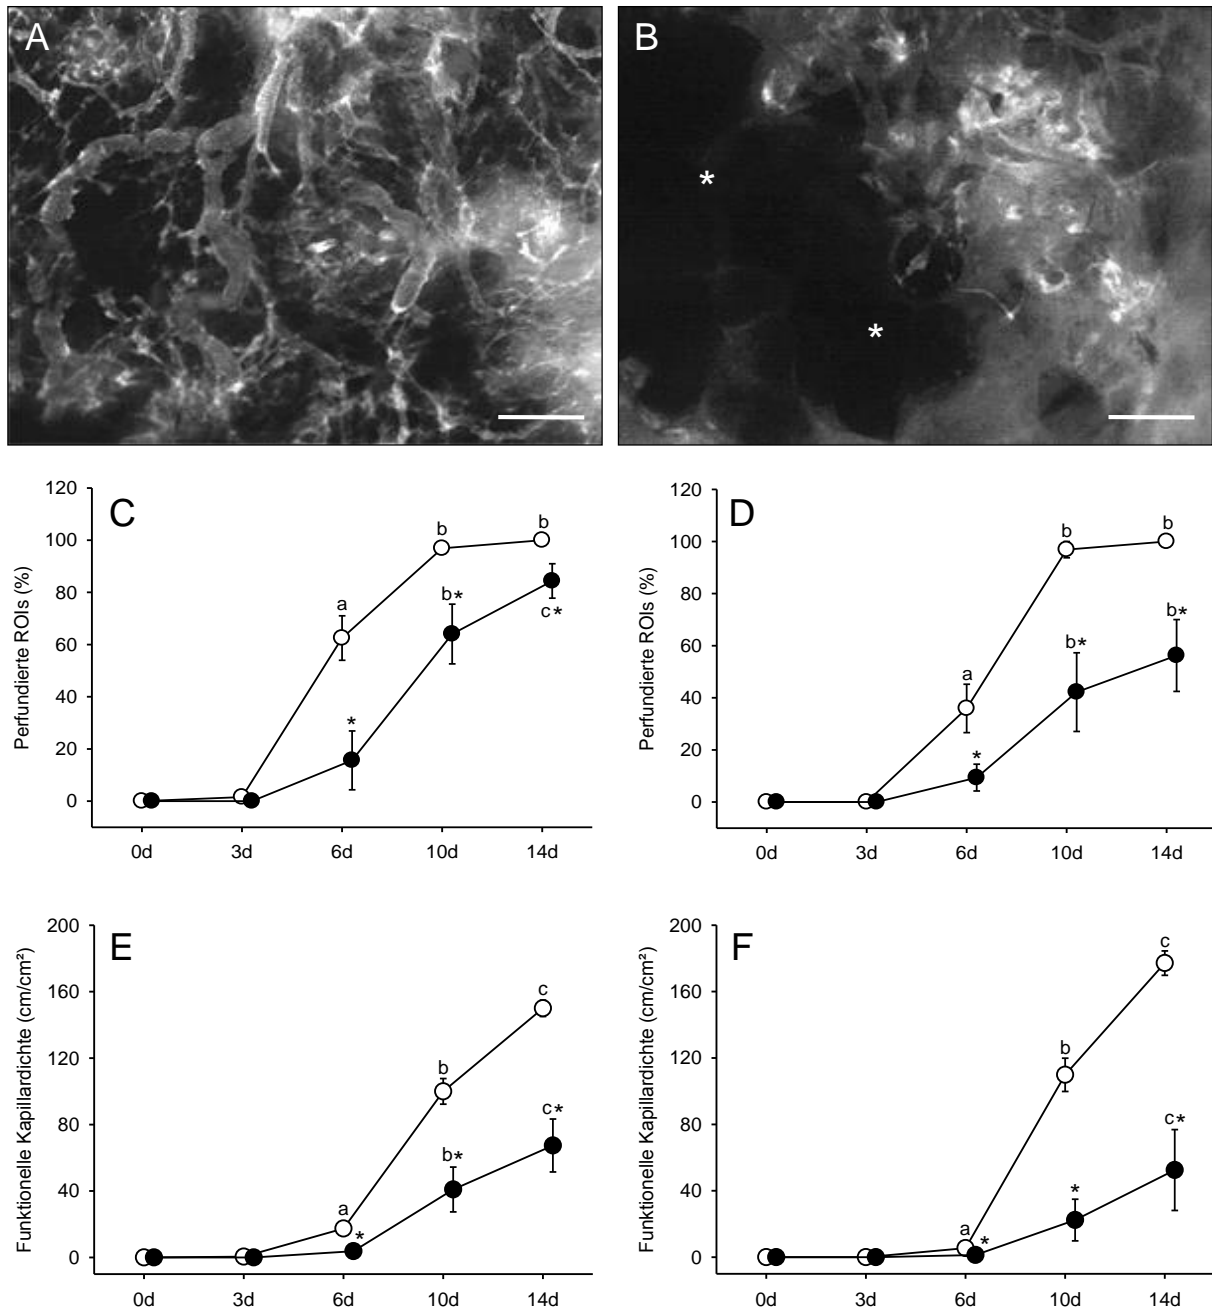 A
B
*
*
C
Perfundierte ROIs (%)
120
100
80
60
40
20
0
a
b
b
*
b*
c*
0d 3d 6d 10d 14d
D
Perfundierte ROIs (%)
120
100
80
60
40
20
0
a
b
b
*
b*
b*
0d 3d 6d 10d 14d
E
Funktionelle Kapillardichte (cm/cm²)
200
160
120
80
40
0
a
b
c
*
b*
c*
0d 3d 6d 10d 14d
F
Funktionelle Kapillardichte (cm/cm²)
200
160
120
80
40
0
a
b
c
*
*
c*
0d 3d 6d 10d 14d